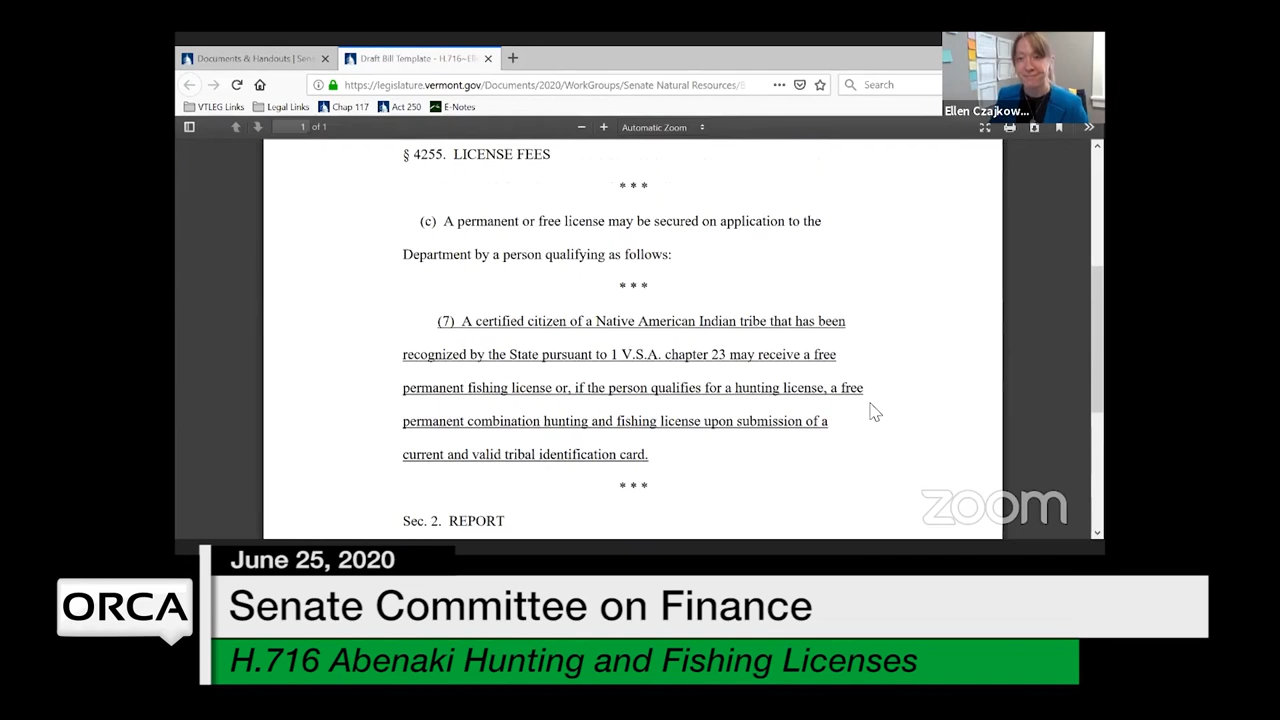 Documents & Handouts | Sen
Draft Bill Template - H.716~El
https://legislature.vermont.gov/Documents/2020/WorkGroups/Senate Natural Resources/
Search
Ellen Czajkow...
VTLEG Links
Legal Links
Chap 117
Act 250
E-Notes
1 of 1
Automatic Zoom
§ 4255. LICENSE FEES
* * *
(c) A permanent or free license may be secured on application to the
Department by a person qualifying as follows:
* * *
(7) A certified citizen of a Native American Indian tribe that has been
recognized by the State pursuant to 1 V.S.A. chapter 23 may receive a free
permanent fishing license or, if the person qualifies for a hunting license, a free
permanent combination hunting and fishing license upon submission of a
current and valid tribal identification card.
* * *
Sec. 2. REPORT
zoom
June 25, 2020
ORCA
Senate Committee on Finance
H.716 Abenaki Hunting and Fishing Licenses